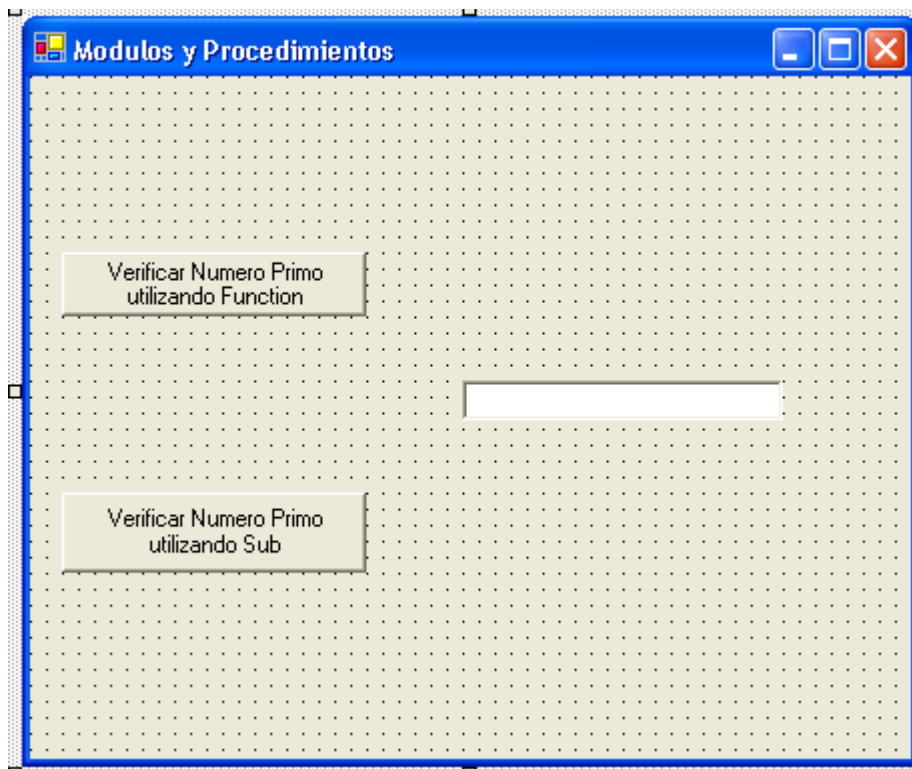 Modulos y Procedimientos
Verificar Numero Primo
utilizando Function
Verificar Numero Primo
utilizando Sub